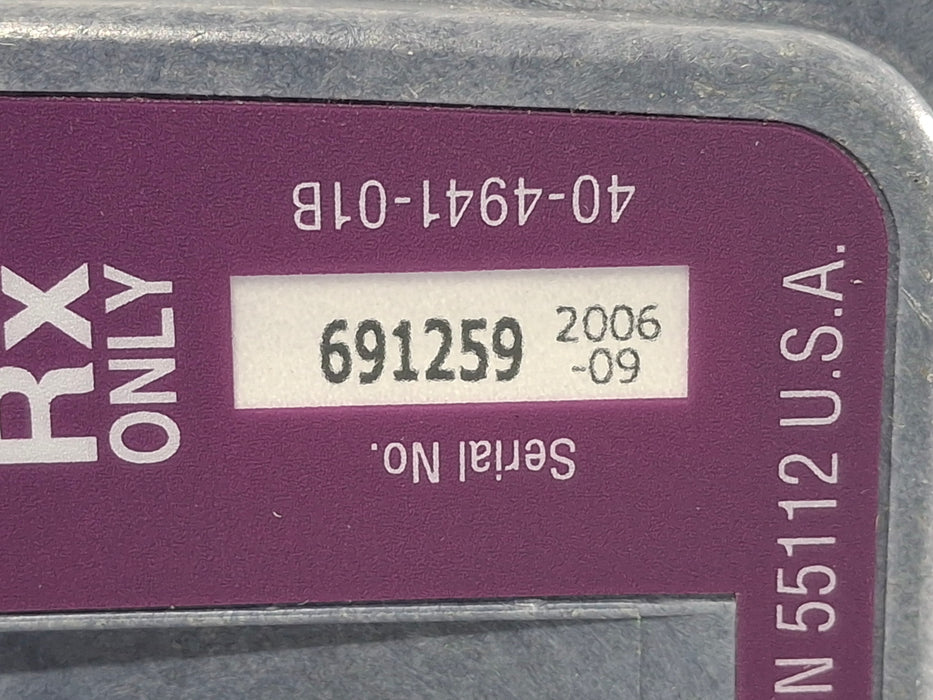 40-4941-01B
691259 2006
-09
Serial No.
Rx
ONLY
N 55112 U.S.A.